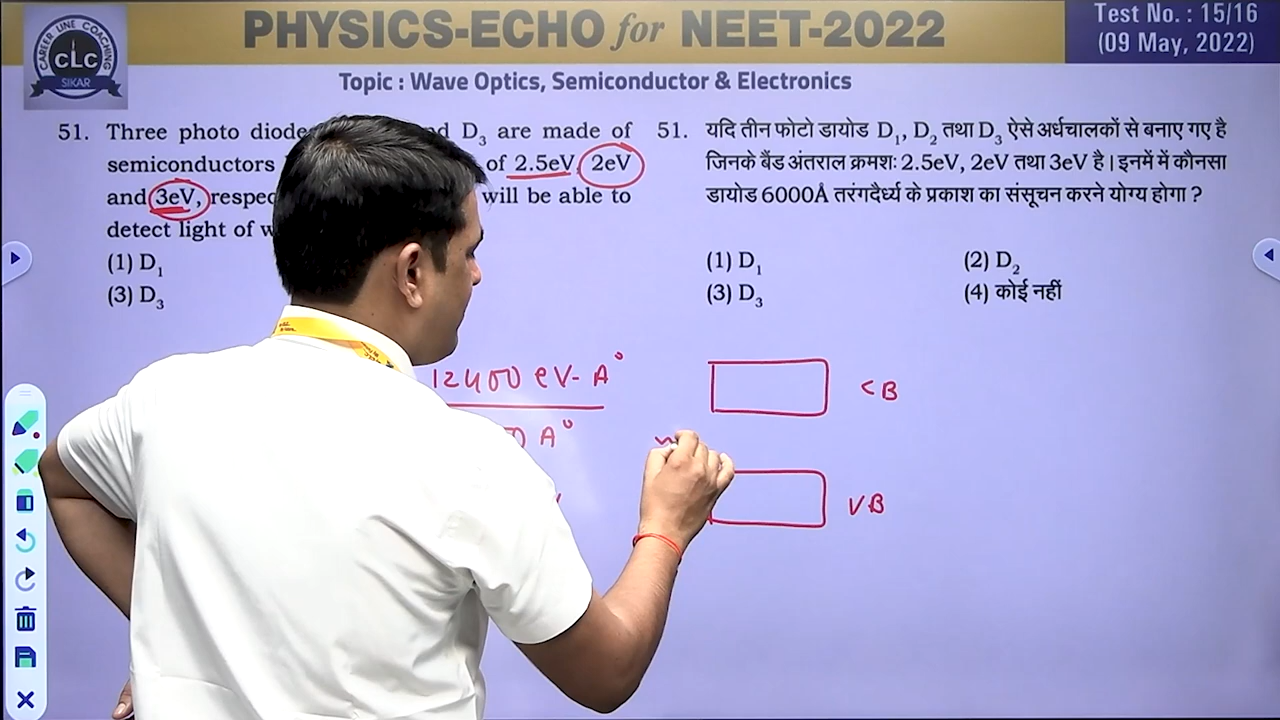 PHYSICS-ECHO for NEET-2022
Test No. : 15/16
(09 May, 2022)
CAREER LINE COACHING
CLC
SIKAR
Topic : Wave Optics, Semiconductor & Electronics
51. Three photo D₃ are made of
semiconductors of 2.5eV, 2eV
and 3eV, will be able to
detect light of
(1) D₁
(3) D₃
51. यदि तीन फोटो डायोड D₁, D₂ तथा D₃ ऐसे अर्धचालकों से बनाए गए है
जिनके बैंड अंतराल क्रमशः 2.5eV, 2eV तथा 3eV है। इनमें में कौनसा
डायोड 6000Å तरंगदैर्ध्य के प्रकाश का संसूचन करने योग्य होगा ?
(1) D₁ (2) D₂
(3) D₃ (4) कोई नहीं
12400 eV-A°
A°
CB
VB